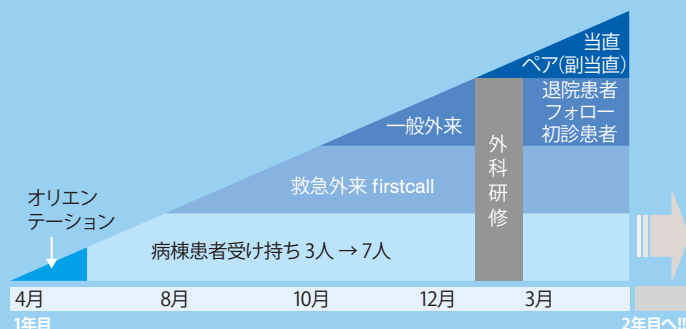 当直
ペア(副当直)
退院患者
フォロー
初診患者
一般外来
外科研修
救急外来 firstcall
オリエン
テーション
病棟患者受け持ち 3人 → 7人
4月 8月 10月 12月 3月
1年目 2年目へ!!